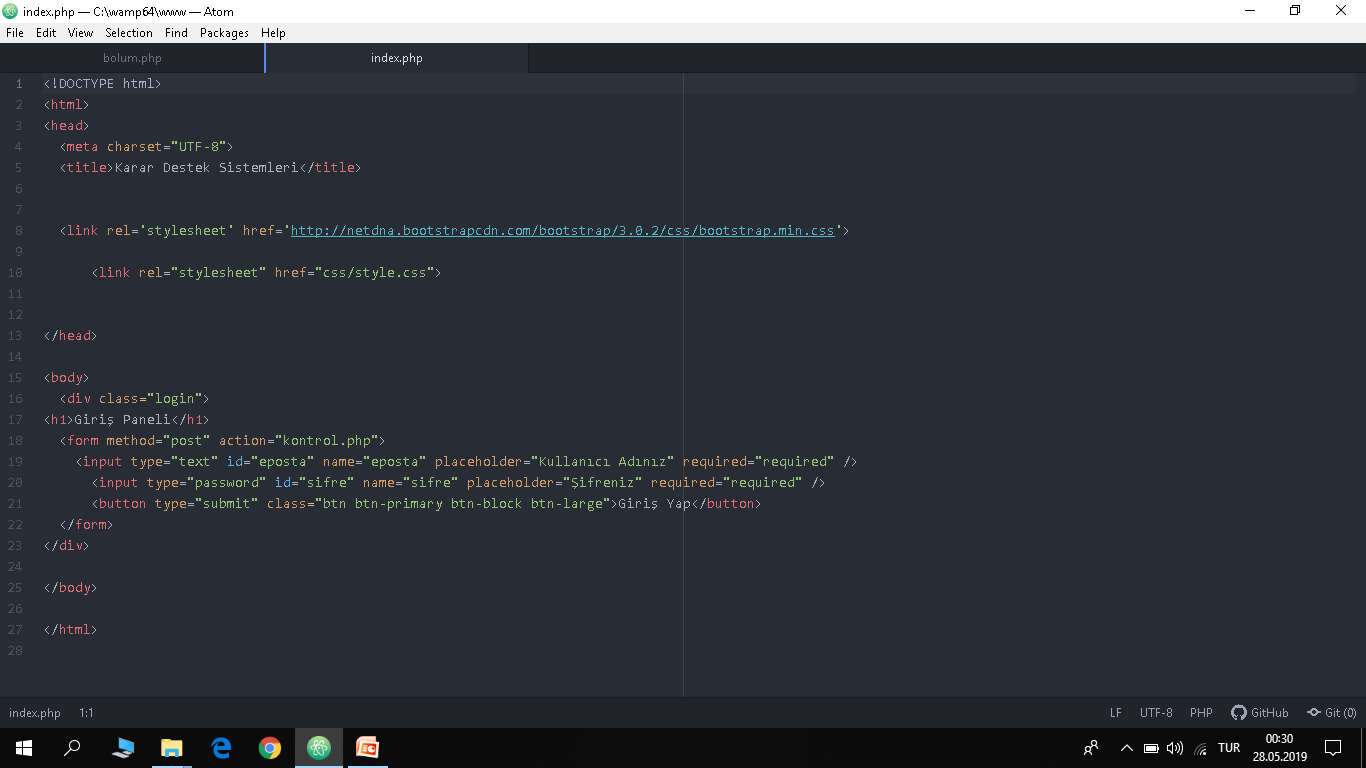 index.php — C:\wamp64\www — Atom
File Edit View Selection Find Packages Help
bolum.php index.php
1 <!DOCTYPE html>
2 <html>
3 <head>
4 <meta charset="UTF-8">
5 <title>Karar Destek Sistemleri</title>
6
7
8 <link rel='stylesheet' href='http://netdna.bootstrapcdn.com/bootstrap/3.0.2/css/bootstrap.min.css'>
9
10 <link rel="stylesheet" href="css/style.css">
11
12
13 </head>
14
15 <body>
16 <div class="login">
17 <h1>Giriş Paneli</h1>
18 <form method="post" action="kontrol.php">
19 <input type="text" id="eposta" name="eposta" placeholder="Kullanıcı Adınız" required="required" />
20 <input type="password" id="sifre" name="sifre" placeholder="Şifreniz" required="required" />
21 <button type="submit" class="btn btn-primary btn-block btn-large">Giriş Yap</button>
22 </form>
23 </div>
24
25 </body>
26
27 </html>
28
index.php 1:1 LF UTF-8 PHP GitHub Git (0)
TUR 00:30
28.05.2019